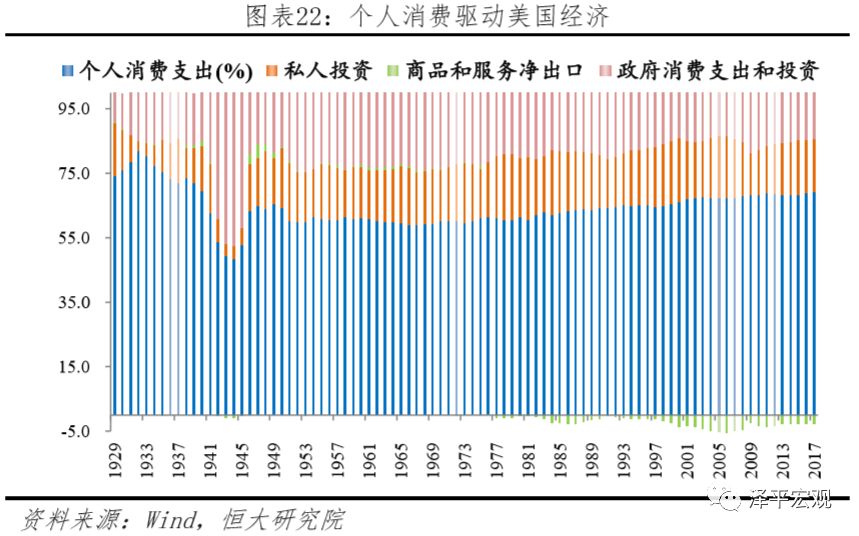 图表22：个人消费驱动美国经济
个人消费支出(%) 私人投资 商品和服务净出口 政府消费支出和投资
95.0
75.0
55.0
35.0
15.0
-5.0
1929 1933 1937 1941 1945 1949 1953 1957 1961 1965 1969 1973 1977 1981 1985 1989 1993 1997 2001 2005 2009 2013 2017
泽平宏观
资料来源：Wind，恒大研究院